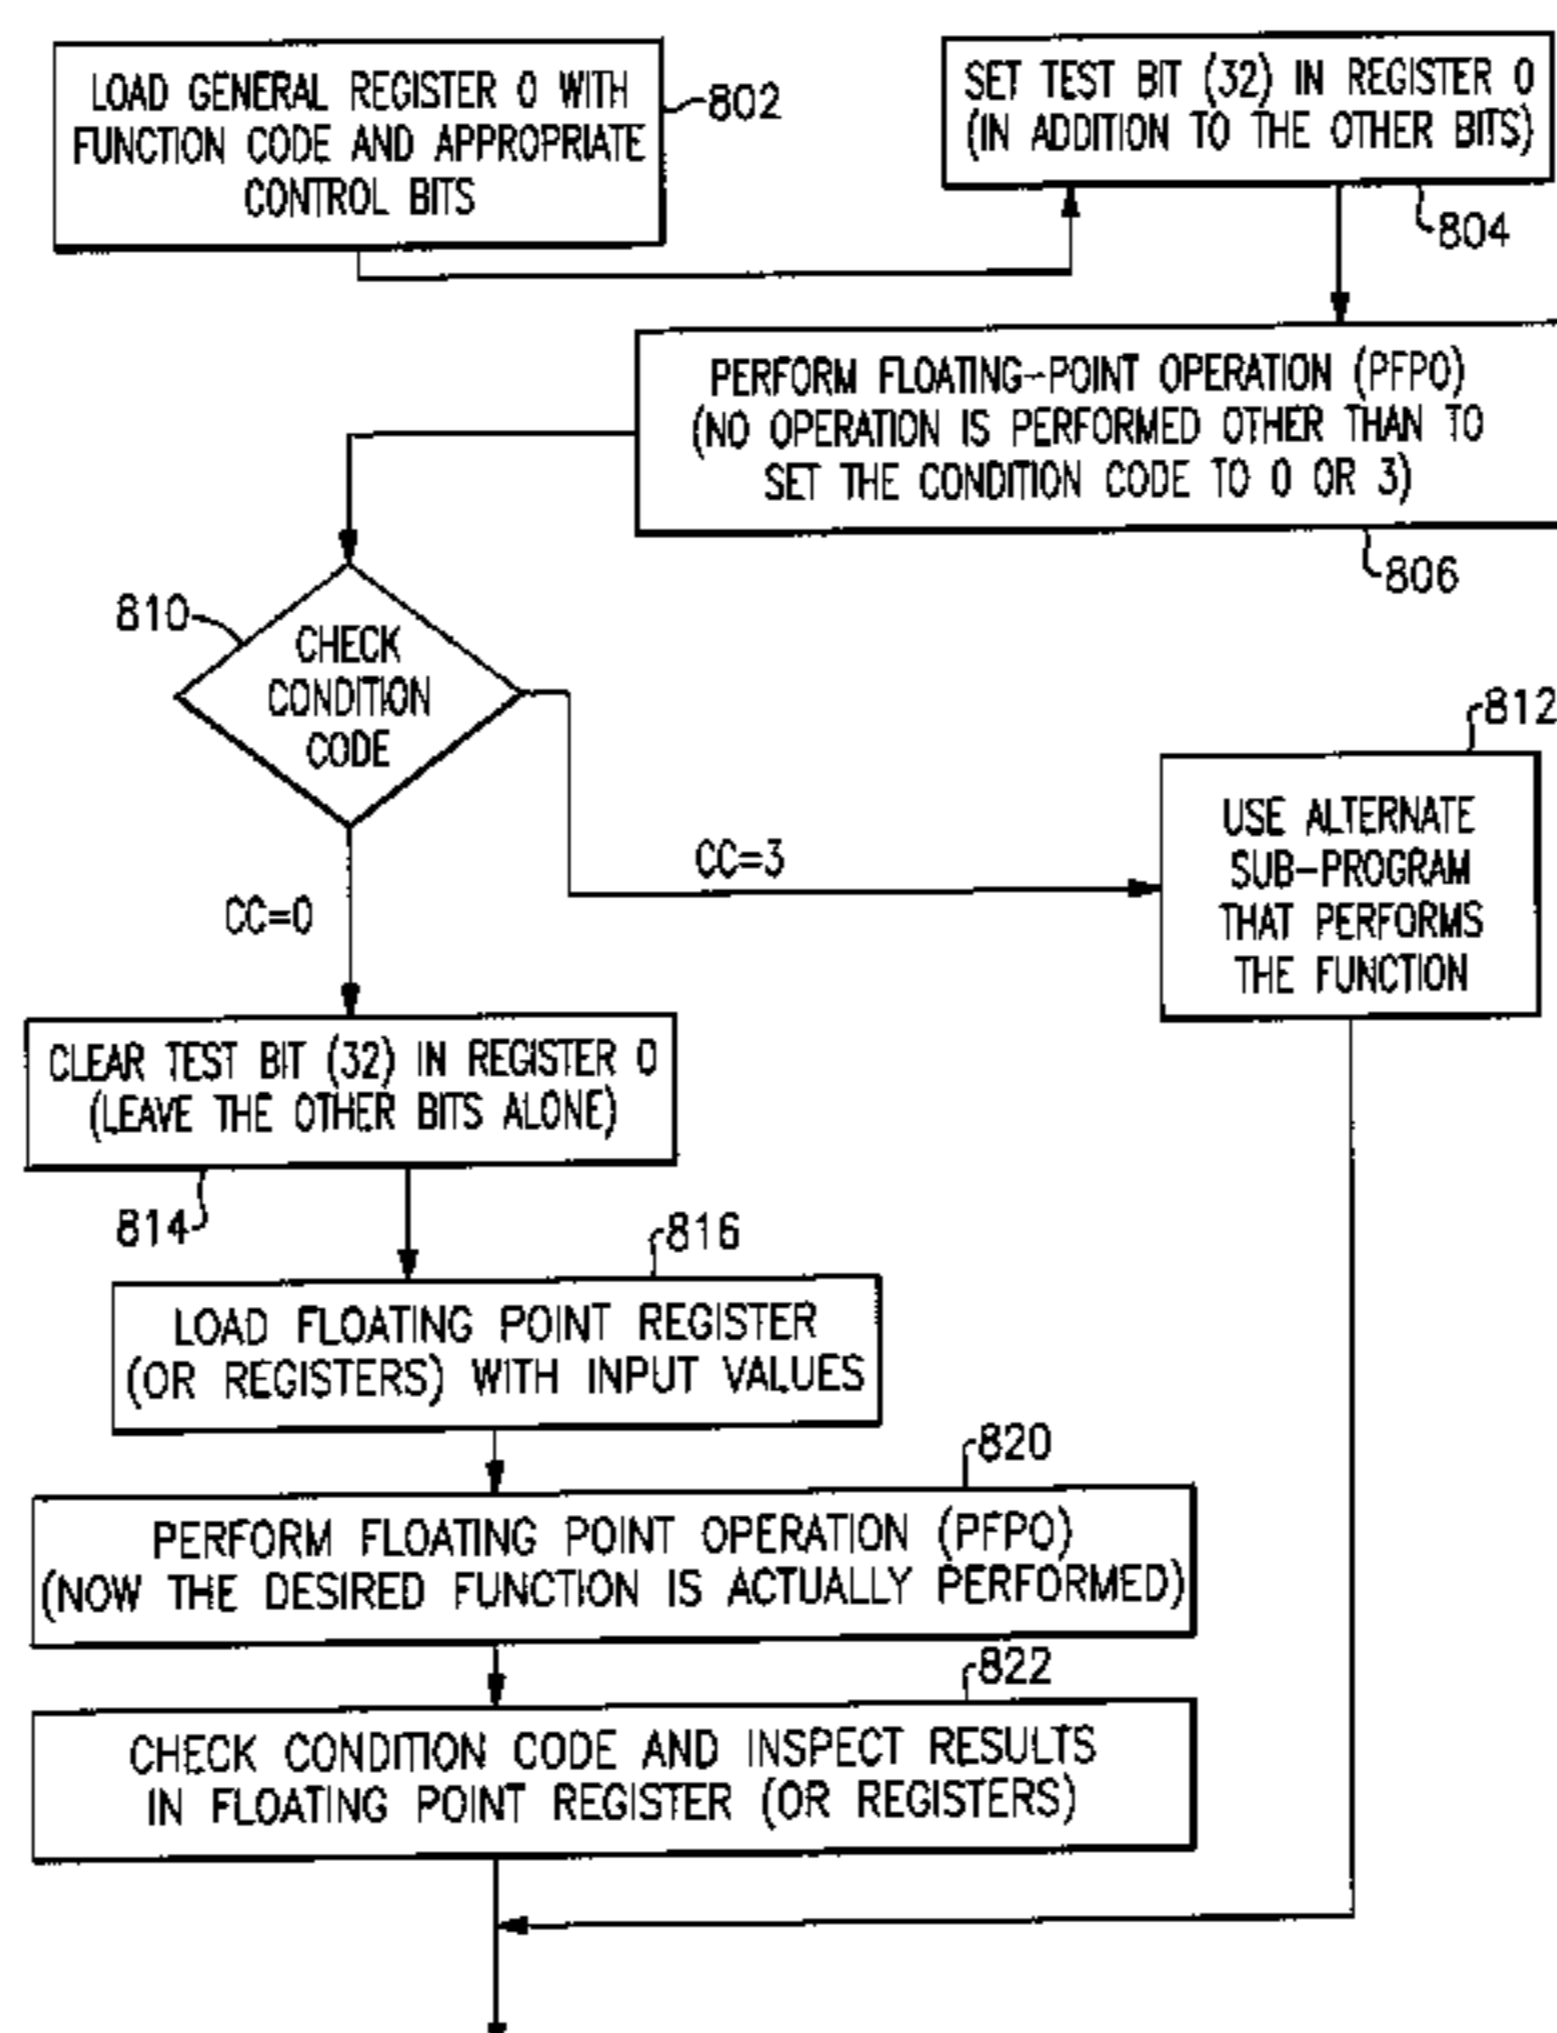 LOAD GENERAL REGISTER 0 WITH
FUNCTION CODE AND APPROPRIATE
CONTROL BITS
802
SET TEST BIT (32) IN REGISTER 0
(IN ADDITION TO THE OTHER BITS)
804
PERFORM FLOATING-POINT OPERATION (PFPO)
(NO OPERATION IS PERFORMED OTHER THAN TO
SET THE CONDITION CODE TO 0 OR 3)
806
810
CHECK
CONDITION
CODE
CC=3
812
USE ALTERNATE
SUB-PROGRAM
THAT PERFORMS
THE FUNCTION
CC=0
CLEAR TEST BIT (32) IN REGISTER 0
(LEAVE THE OTHER BITS ALONE)
814
816
LOAD FLOATING POINT REGISTER
(OR REGISTERS) WITH INPUT VALUES
820
PERFORM FLOATING POINT OPERATION (PFPO)
(NOW THE DESIRED FUNCTION IS ACTUALLY PERFORMED)
822
CHECK CONDITION CODE AND INSPECT RESULTS
IN FLOATING POINT REGISTER (OR REGISTERS)